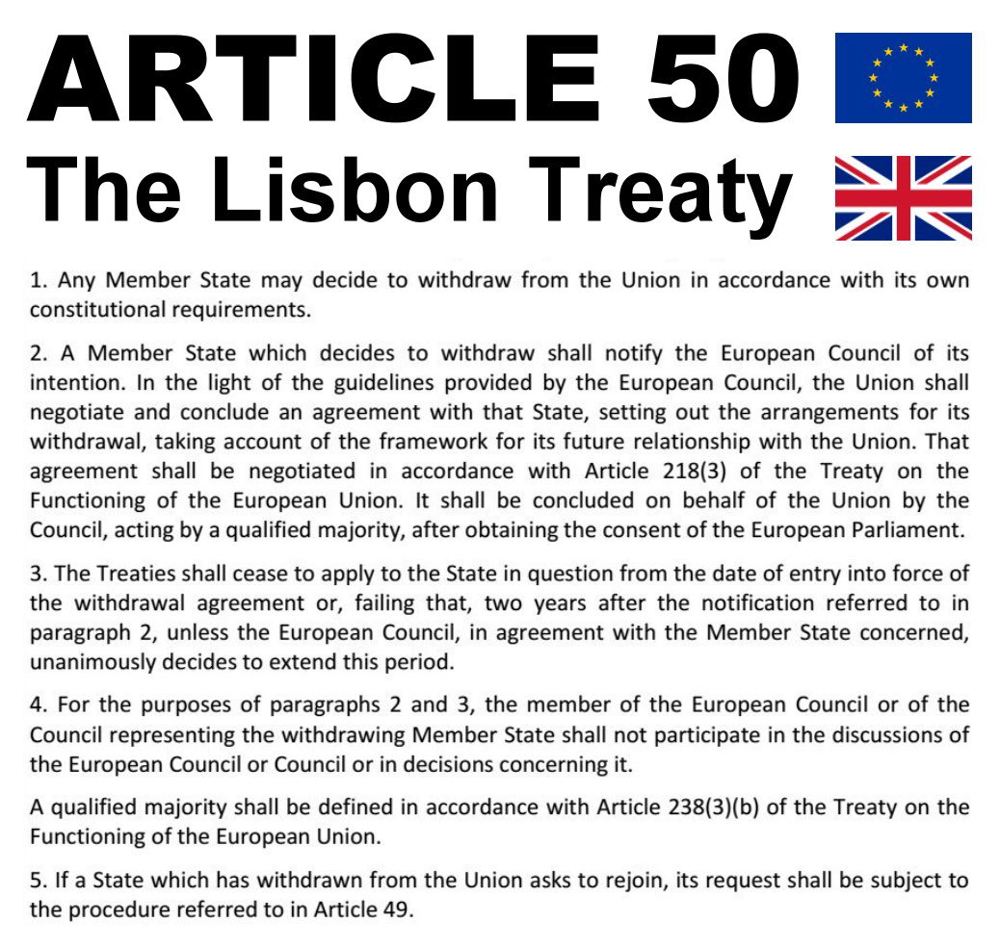 ARTICLE 50
The Lisbon Treaty
1. Any Member State may decide to withdraw from the Union in accordance with its own
constitutional requirements.
2. A Member State which decides to withdraw shall notify the European Council of its
intention. In the light of the guidelines provided by the European Council, the Union shall
negotiate and conclude an agreement with that State, setting out the arrangements for its
withdrawal, taking account of the framework for its future relationship with the Union. That
agreement shall be negotiated in accordance with Article 218(3) of the Treaty on the
Functioning of the European Union. It shall be concluded on behalf of the Union by the
Council, acting by a qualified majority, after obtaining the consent of the European Parliament.
3. The Treaties shall cease to apply to the State in question from the date of entry into force of
the withdrawal agreement or, failing that, two years after the notification referred to in
paragraph 2, unless the European Council, in agreement with the Member State concerned,
unanimously decides to extend this period.
4. For the purposes of paragraphs 2 and 3, the member of the European Council or of the
Council representing the withdrawing Member State shall not participate in the discussions of
the European Council or Council or in decisions concerning it.
A qualified majority shall be defined in accordance with Article 238(3)(b) of the Treaty on the
Functioning of the European Union.
5. If a State which has withdrawn from the Union asks to rejoin, its request shall be subject to
the procedure referred to in Article 49.